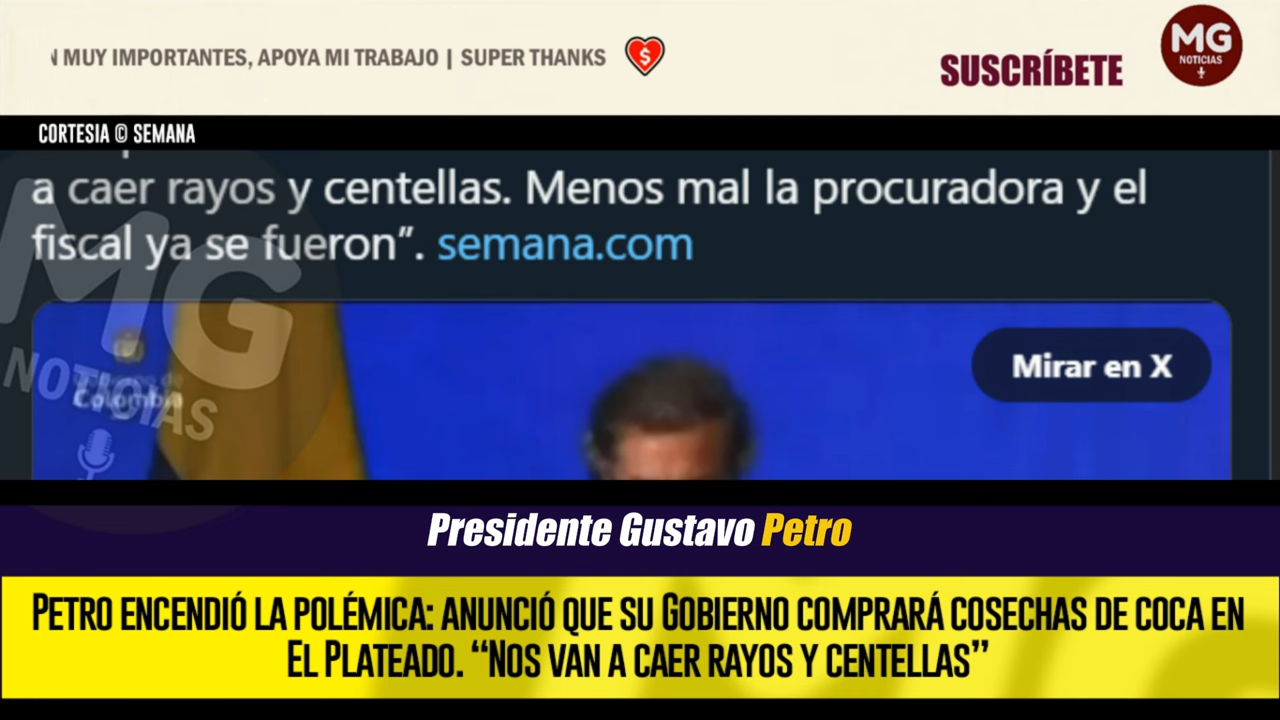 N MUY IMPORTANTES, APOYA MI TRABAJO | SUPER THANKS
SUSCRÍBETE
MG
NOTICIAS
CORTESIA © SEMANA
a caer rayos y centellas. Menos mal la procuradora y el
fiscal ya se fueron”. semana.com
MG
NOTICIAS
Colombia
Mirar en X
Presidente Gustavo Petro
PETRO ENCENDIÓ LA POLÉMICA: ANUNCIÓ QUE SU GOBIERNO COMPRARÁ COSECHAS DE COCA EN
EL PLATEADO. “NOS VAN A CAER RAYOS Y CENTELLAS”